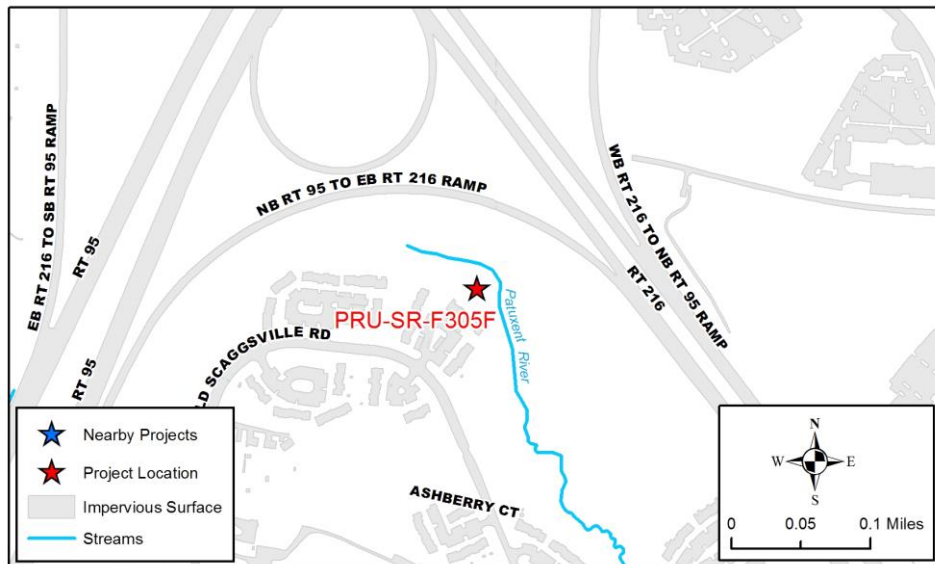 EB RT 216 TO SB RT 95 RAMP
RT 95
NB RT 95 TO EB RT 216 RAMP
WB RT 216 TO NB RT 95 RAMP
RT 216
Patuxent River
PRU-SR-F305F
LD SCAGGSVILLE RD
RT 95
ASHBERRY CT
Nearby Projects
Project Location
Impervious Surface
Streams
N
W E
S
0 0.05 0.1 Miles